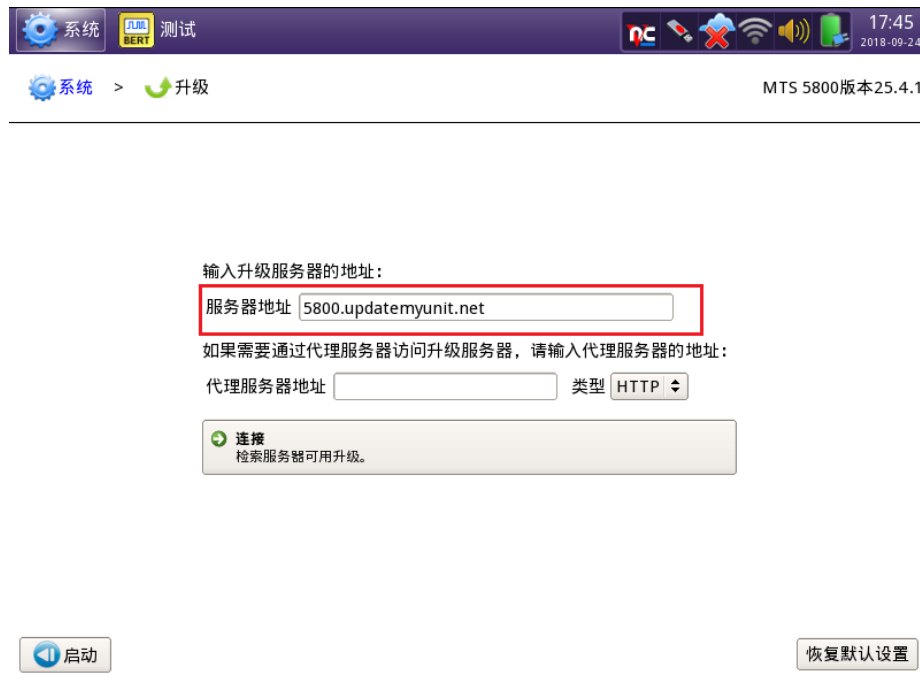 系统 BERT 测试 17:45
2018-09-24
系统 > 升级 MTS 5800版本25.4.1
输入升级服务器的地址:
服务器地址 5800.updatemyunit.net
如果需要通过代理服务器访问升级服务器，请输入代理服务器的地址:
代理服务器地址 类型 HTTP
连接
检索服务器可用升级。
启动 恢复默认设置